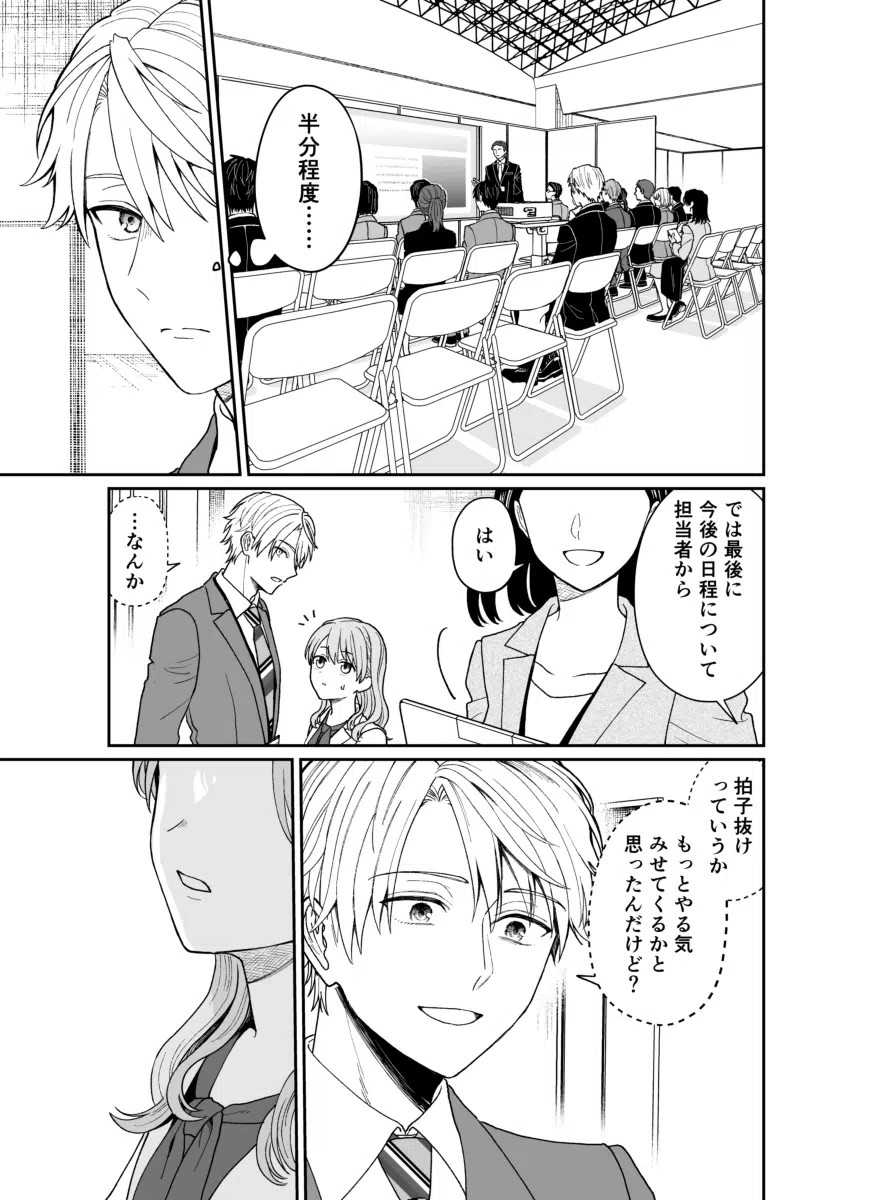 半分程度……
では最後に
今後の日程について
担当者から
はい
…なんか
拍子抜け
っていうか
もっとやる気
みせてくるかと
思ったんだけど?